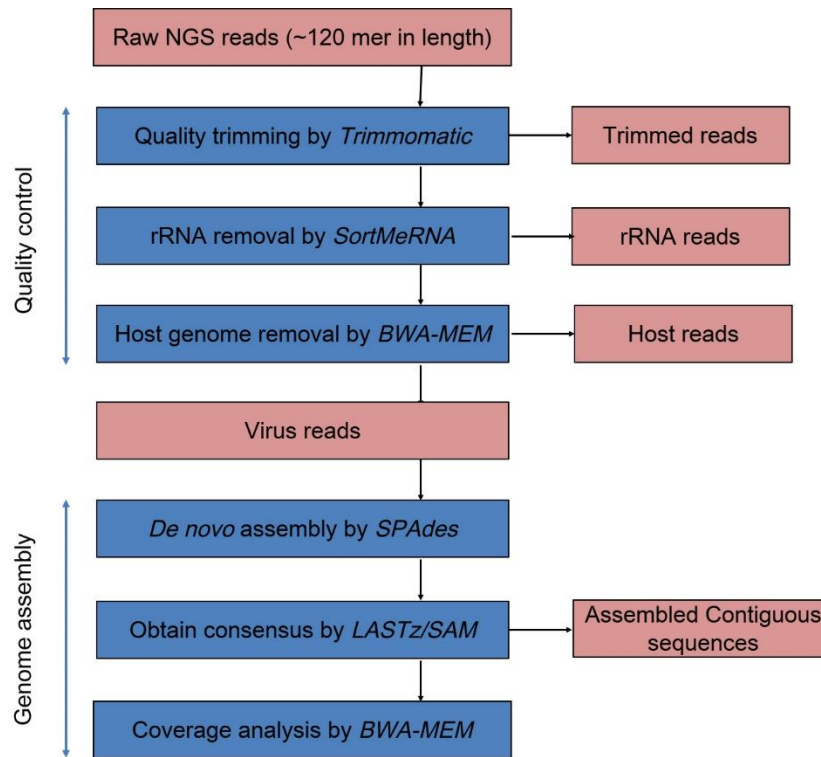 Raw NGS reads (~120 mer in length)
Quality control
Quality trimming by Trimmomatic
Trimmed reads
rRNA removal by SortMeRNA
rRNA reads
Host genome removal by BWA-MEM
Host reads
Virus reads
Genome assembly
De novo assembly by SPAdes
Obtain consensus by LASTz/SAM
Assembled Contiguous
sequences
Coverage analysis by BWA-MEM